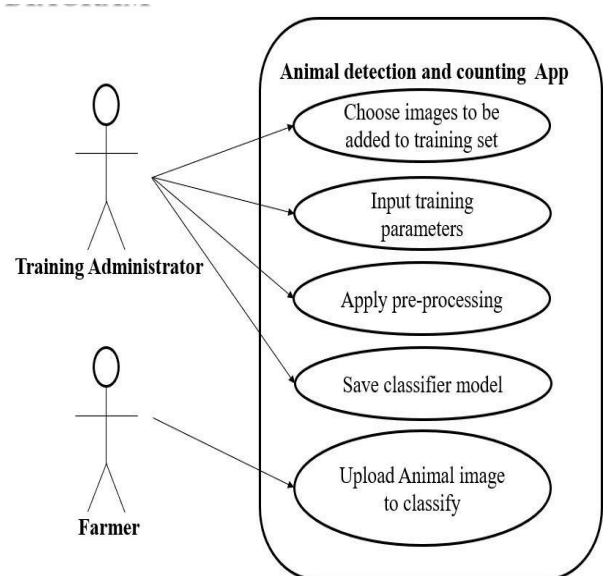 Animal detection and counting App
Choose images to be
added to training set
Input training
parameters
Training Administrator
Apply pre-processing
Save classifier model
Upload Animal image
to classify
Farmer